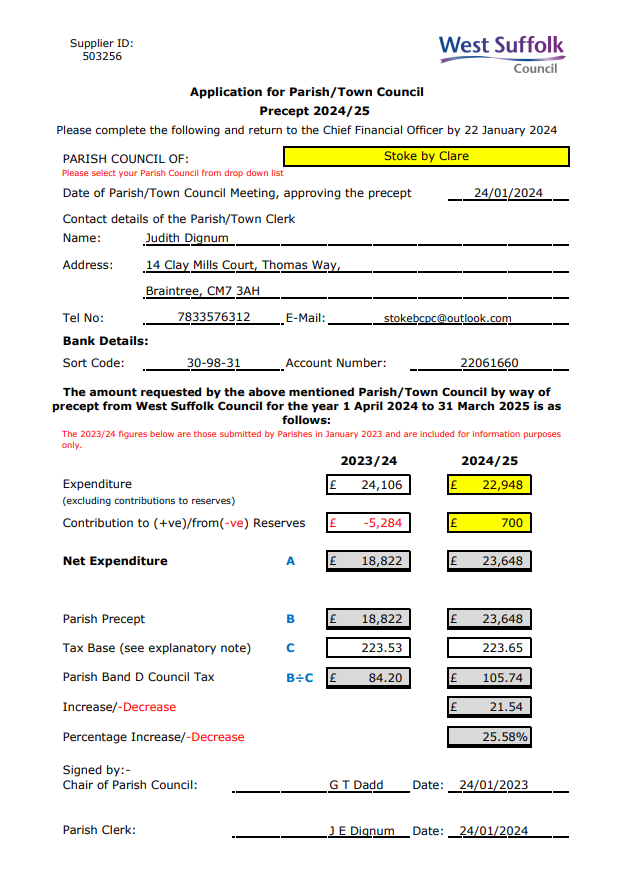 Supplier ID:
503256
West Suffolk
Council
Application for Parish/Town Council
Precept 2024/25
Please complete the following and return to the Chief Financial Officer by 22 January 2024
PARISH COUNCIL OF: Stoke by Clare
Please select your Parish Council from drop down list
Date of Parish/Town Council Meeting, approving the precept 24/01/2024
Contact details of the Parish/Town Clerk
Name: Judith Dignum
Address: 14 Clay Mills Court, Thomas Way,
Braintree, CM7 3AH
Tel No: 7833576312 E-Mail: stokebcpc@outlook.com
Bank Details:
Sort Code: 30-98-31 Account Number: 22061660
The amount requested by the above mentioned Parish/Town Council by way of
precept from West Suffolk Council for the year 1 April 2024 to 31 March 2025 is as
follows:
The 2023/24 figures below are those submitted by Parishes in January 2023 and are included for information purposes
only.
2023/24 2024/25
Expenditure £ 24,106 £ 22,948
(excluding contributions to reserves)
Contribution to (+ve)/from(-ve) Reserves £ -5,284 £ 700
Net Expenditure A £ 18,822 £ 23,648
Parish Precept B £ 18,822 £ 23,648
Tax Base (see explanatory note) C 223.53 223.65
Parish Band D Council Tax B÷C £ 84.20 £ 105.74
Increase/-Decrease £ 21.54
Percentage Increase/-Decrease 25.58%
Signed by:-
Chair of Parish Council: G T Dadd Date: 24/01/2023
Parish Clerk: J E Dignum Date: 24/01/2024